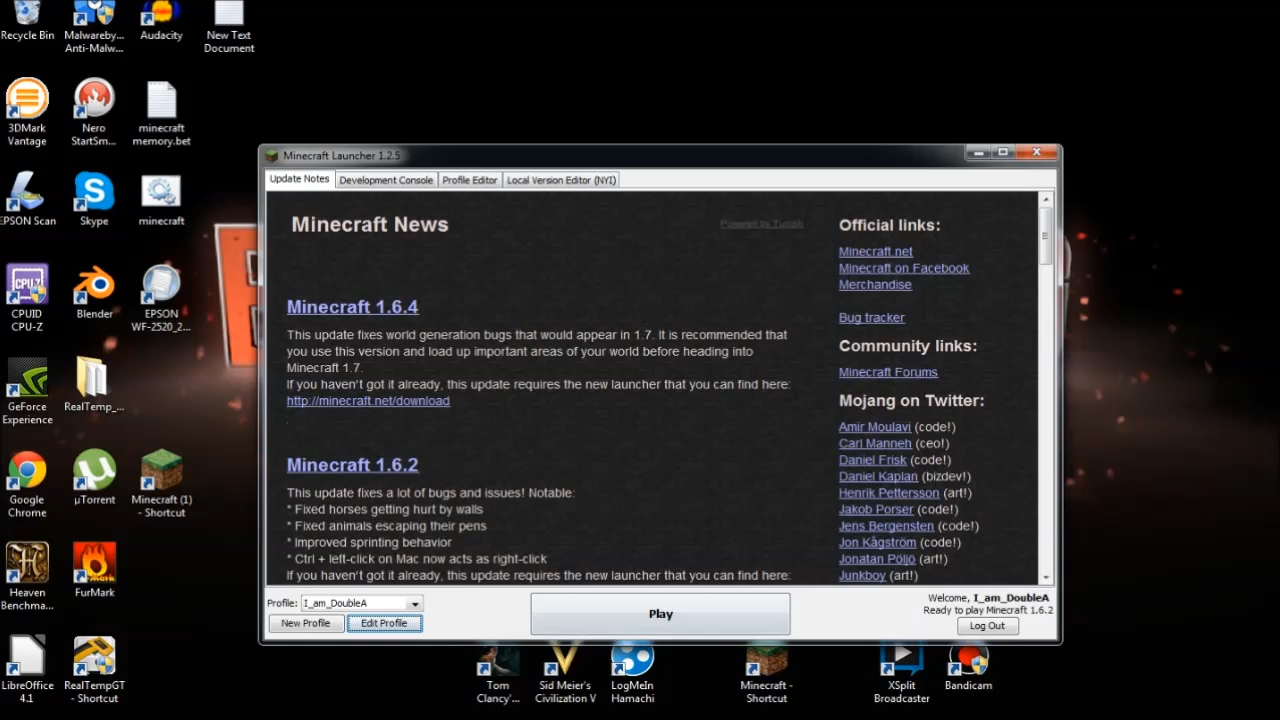 Recycle Bin
Malwareby...
Anti-Malw...
Audacity
New Text
Document
3DMark
Vantage
Nero
StartSm...
minecraft
memory.bet
EPSON Scan
Skype
minecraft
CPUID
CPU-Z
Blender
EPSON
WF-2520_2...
GeForce
Experience
RealTemp_...
Google
Chrome
µTorrent
Minecraft (1)
- Shortcut
Heaven
Benchma...
FurMark
LibreOffice
4.1
RealTempGT
- Shortcut
Minecraft Launcher 1.2.5
Update Notes
Development Console
Profile Editor
Local Version Editor (NYI)
Minecraft News
Powered by Tumblr
Minecraft 1.6.4
This update fixes world generation bugs that would appear in 1.7. It is recommended that
you use this version and load up important areas of your world before heading into
Minecraft 1.7.
If you haven't got it already, this update requires the new launcher that you can find here:
http://minecraft.net/download
Minecraft 1.6.2
This update fixes a lot of bugs and issues! Notable:
* Fixed horses getting hurt by walls
* Fixed animals escaping their pens
* Improved sprinting behavior
* Ctrl + left-click on Mac now acts as right-click
If you haven't got it already, this update requires the new launcher that you can find here:
Official links:
Minecraft.net
Minecraft on Facebook
Merchandise
Bug tracker
Community links:
Minecraft Forums
Mojang on Twitter:
Amir Moulavi (code!)
Carl Manneh (ceo!)
Daniel Frisk (code!)
Daniel Kaplan (bizdev!)
Henrik Pettersson (art!)
Jakob Porser (code!)
Jens Bergensten (code!)
Jon Kågström (code!)
Jonatan Pöljö (art!)
Junkboy (art!)
Profile: I_am_DoubleA
New Profile
Edit Profile
Play
Welcome, I_am_DoubleA
Ready to play Minecraft 1.6.2
Log Out
Tom
Clancy'...
Sid Meier's
Civilization V
LogMeIn
Hamachi
Minecraft -
Shortcut
XSplit
Broadcaster
Bandicam